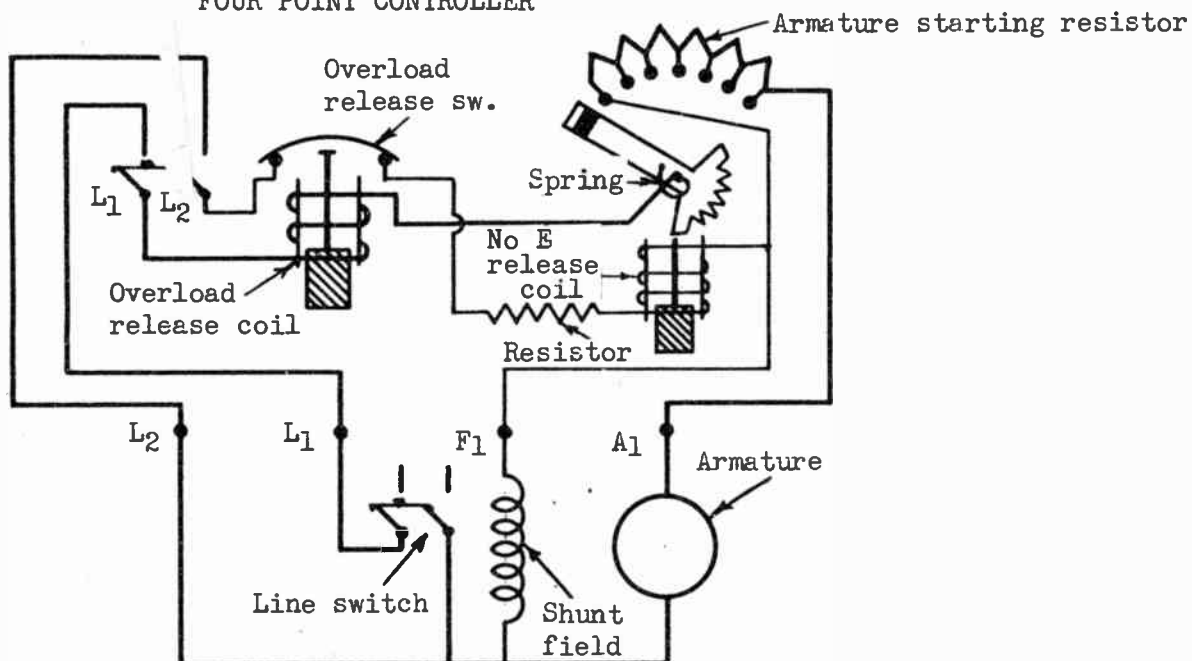 FOUR POINT CONTROLLER
Armature starting resistor
Overload
release sw.
L1
L2
Spring
No E
release
coil
Overload
release coil
Resistor
L2
L1
F1
A1
Armature
Line switch
Shunt
field